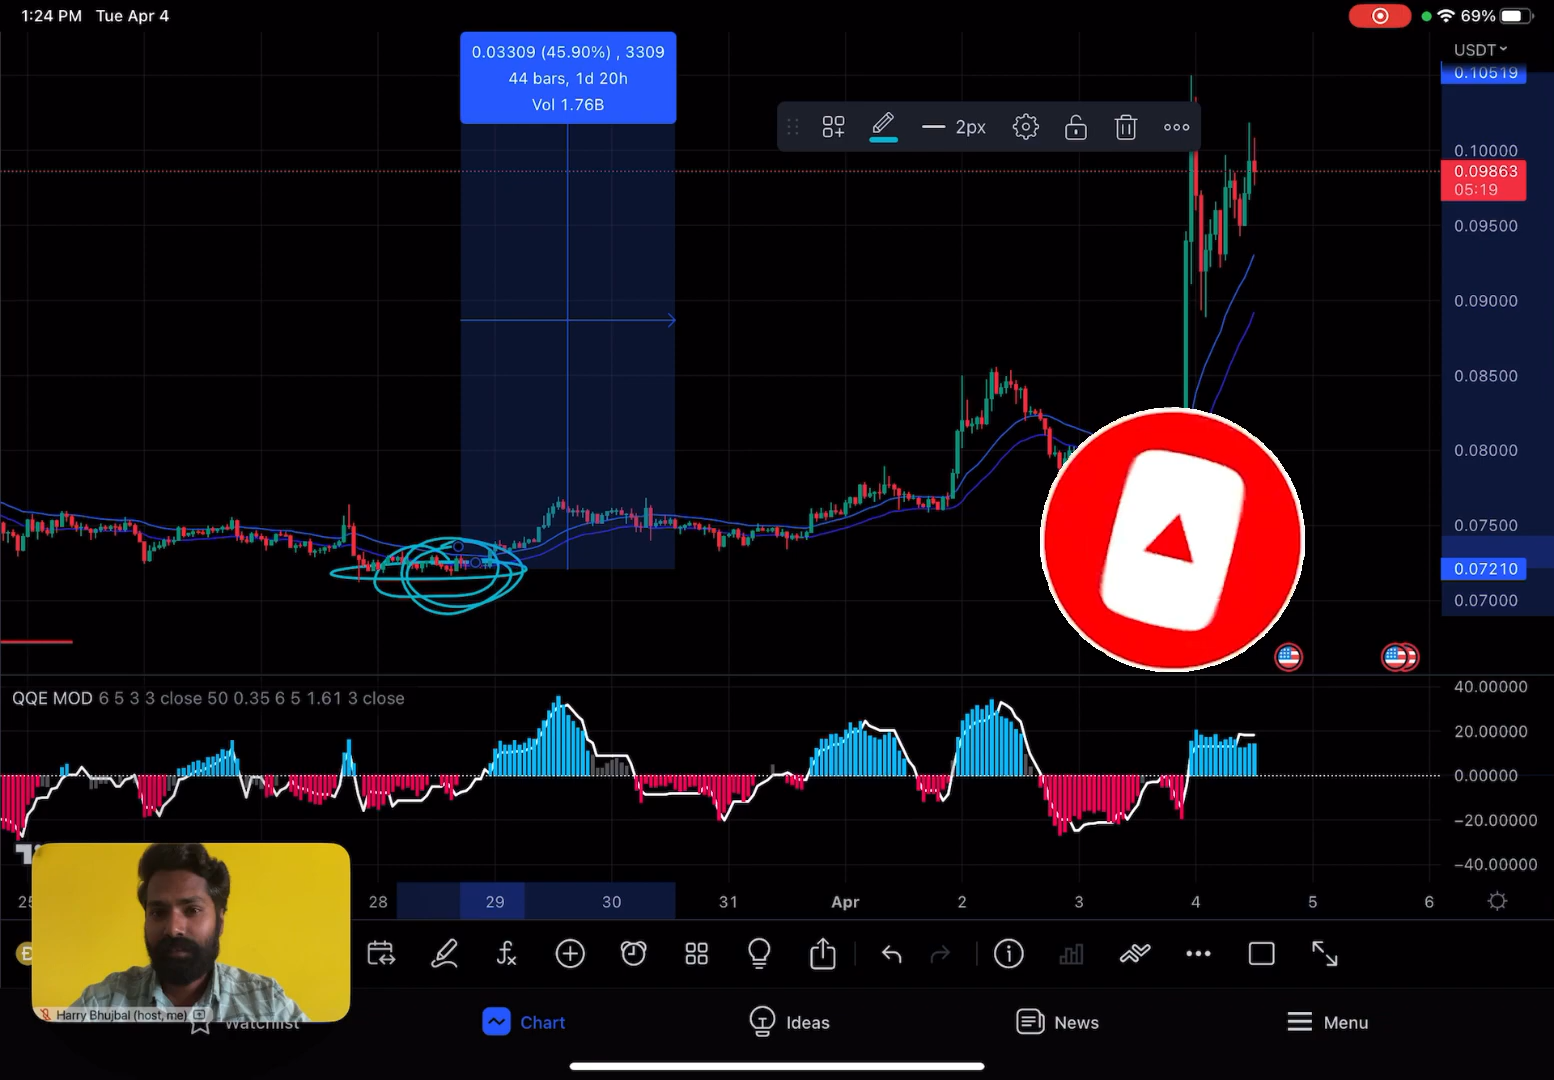 1:24 PM Tue Apr 4
69%
0.03309 (45.90%) , 3309
44 bars, 1d 20h
Vol 1.76B
2px
USDT
0.10519
0.10000
0.09863
05:19
0.09500
0.09000
0.08500
0.08000
0.07500
0.07210
0.07000
QQE MOD 6 5 3 3 close 50 0.35 6 5 1.61 3 close
40.00000
20.00000
0.00000
−20.00000
−40.00000
28 29 30 31 Apr 2 3 4 5 6
Harry Bhujbal (host, me)
Watchlist
Chart
Ideas
News
Menu